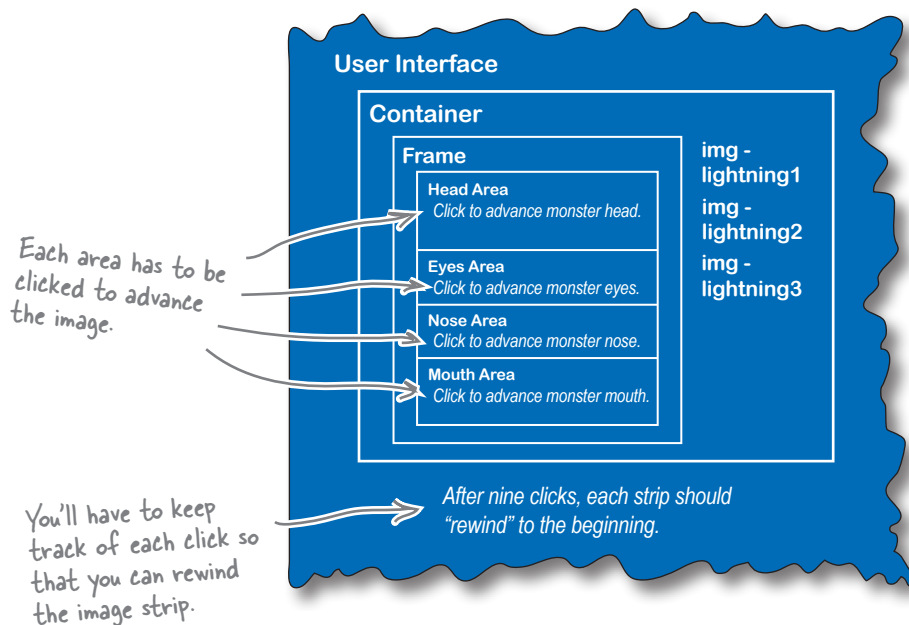 User Interface
Container
Frame
Head Area
Click to advance monster head.
Eyes Area
Click to advance monster eyes.
Nose Area
Click to advance monster nose.
Mouth Area
Click to advance monster mouth.
img -
lightning1
img -
lightning2
img -
lightning3
Each area has to be
clicked to advance
the image.
After nine clicks, each strip should
“rewind” to the beginning.
You'll have to keep
track of each click so
that you can rewind
the image strip.